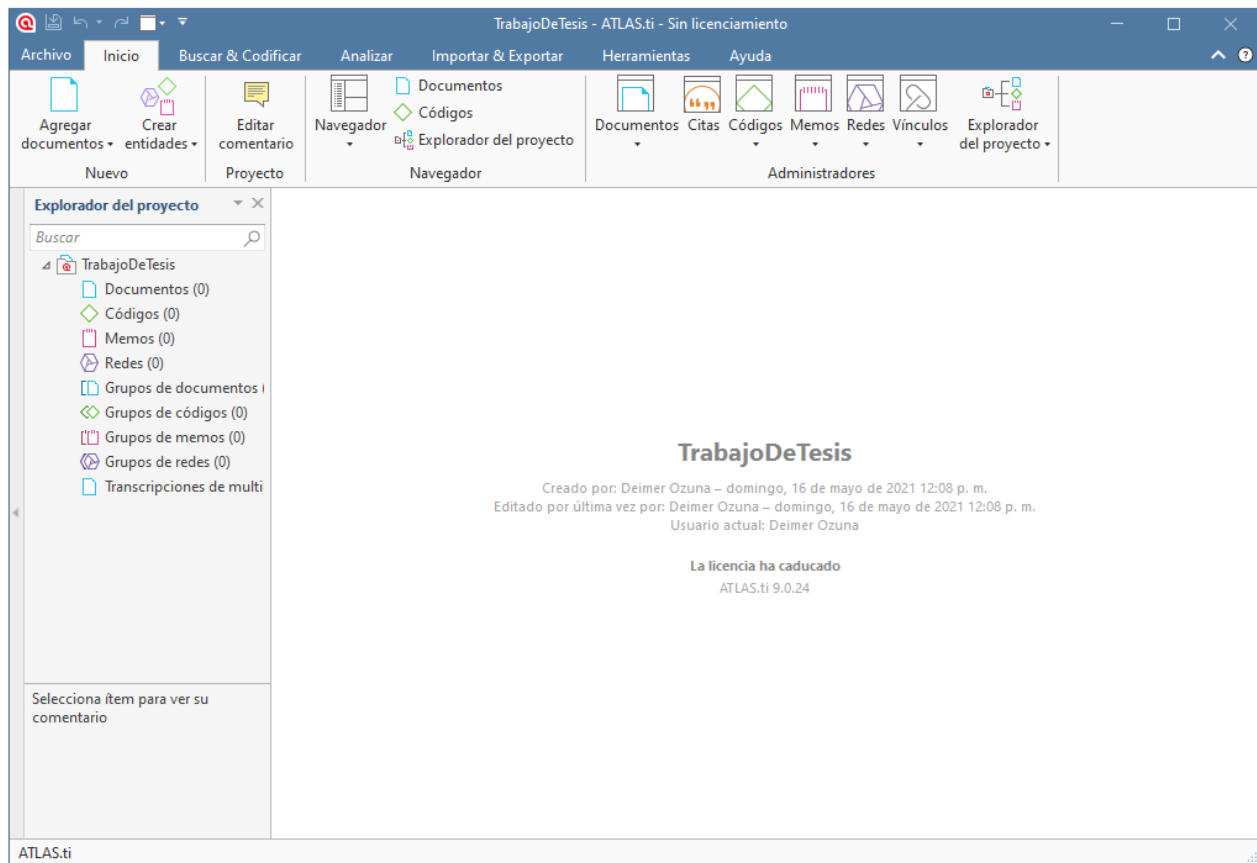 TrabajoDeTesis - ATLAS.ti - Sin licenciamiento
Archivo Inicio Buscar & Codificar Analizar Importar & Exportar Herramientas Ayuda
Agregar documentos
Crear entidades
Nuevo
Editar comentario
Proyecto
Navegador
Documentos
Códigos
Explorador del proyecto
Navegador
Documentos Citas Códigos Memos Redes Vínculos
Explorador del proyecto
Administradores
Explorador del proyecto
Buscar
TrabajoDeTesis
Documentos (0)
Códigos (0)
Memos (0)
Redes (0)
Grupos de documentos (
Grupos de códigos (0)
Grupos de memos (0)
Grupos de redes (0)
Transcripciones de multi
Selecciona ítem para ver su
comentario
TrabajoDeTesis
Creado por: Deimer Ozuna – domingo, 16 de mayo de 2021 12:08 p. m.
Editado por última vez por: Deimer Ozuna – domingo, 16 de mayo de 2021 12:08 p. m.
Usuario actual: Deimer Ozuna
La licencia ha caducado
ATLAS.ti 9.0.24
ATLAS.ti